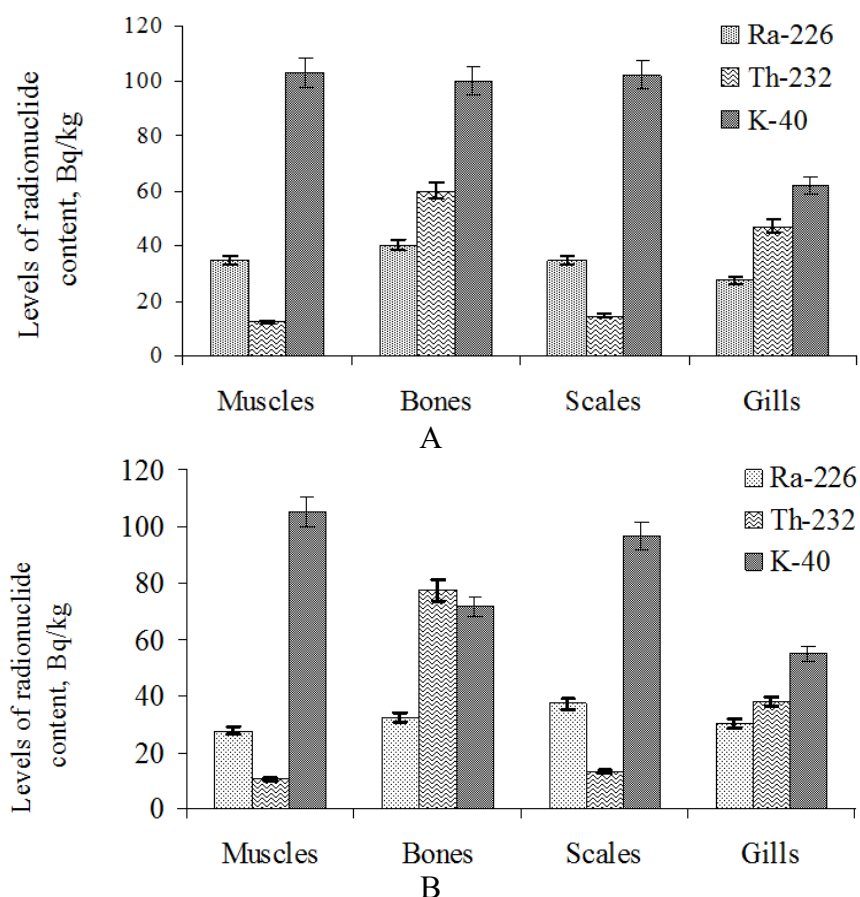 Levels of radionuclide
content, Bq/kg
120
100
80
60
40
20
0
Ra-226
Th-232
K-40
Muscles Bones Scales Gills
A
Levels of radionuclide
content, Bq/kg
120
100
80
60
40
20
0
Ra-226
Th-232
K-40
Muscles Bones Scales Gills
B